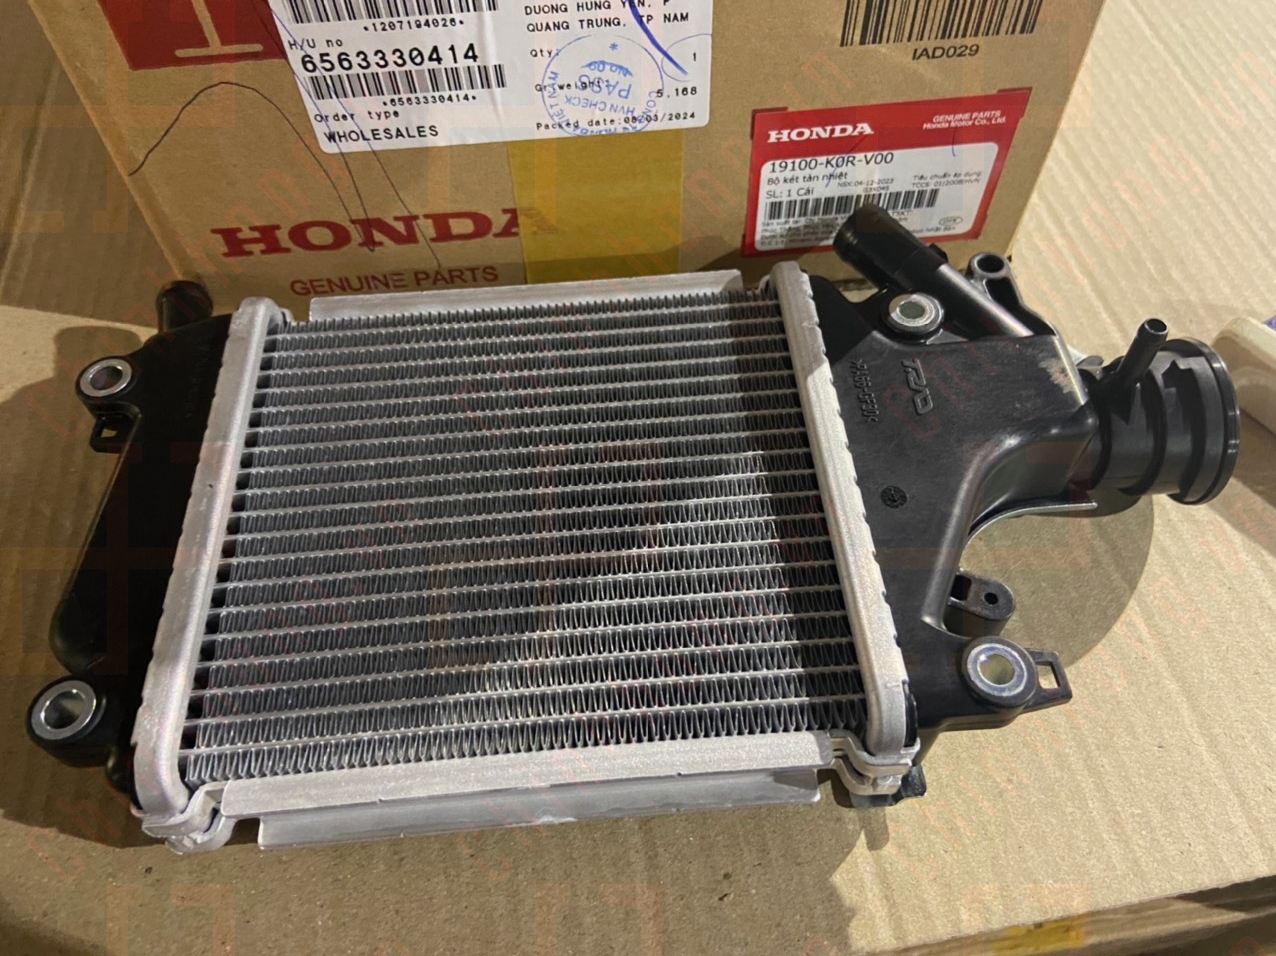 *1207194026*
H/U no
6563330414
*6563330414*
Order type
WHOLESALES
DUONG HUNG YEN, P
QUANG TRUNG, TP NAM
Qty: 1
Gr.weight: 5.168
Packed date:08/03/2024
HVN CHECK
PASS
IAD029
HONDA
GENUINE PARTS
HONDA
GENUINE PARTS
Honda Motor Co., Ltd.
19100-K0R-V00
Bộ két tản nhiệt
SL: 1 Cái
NSX:04-12-2023
Tiêu chuẩn áp dụng